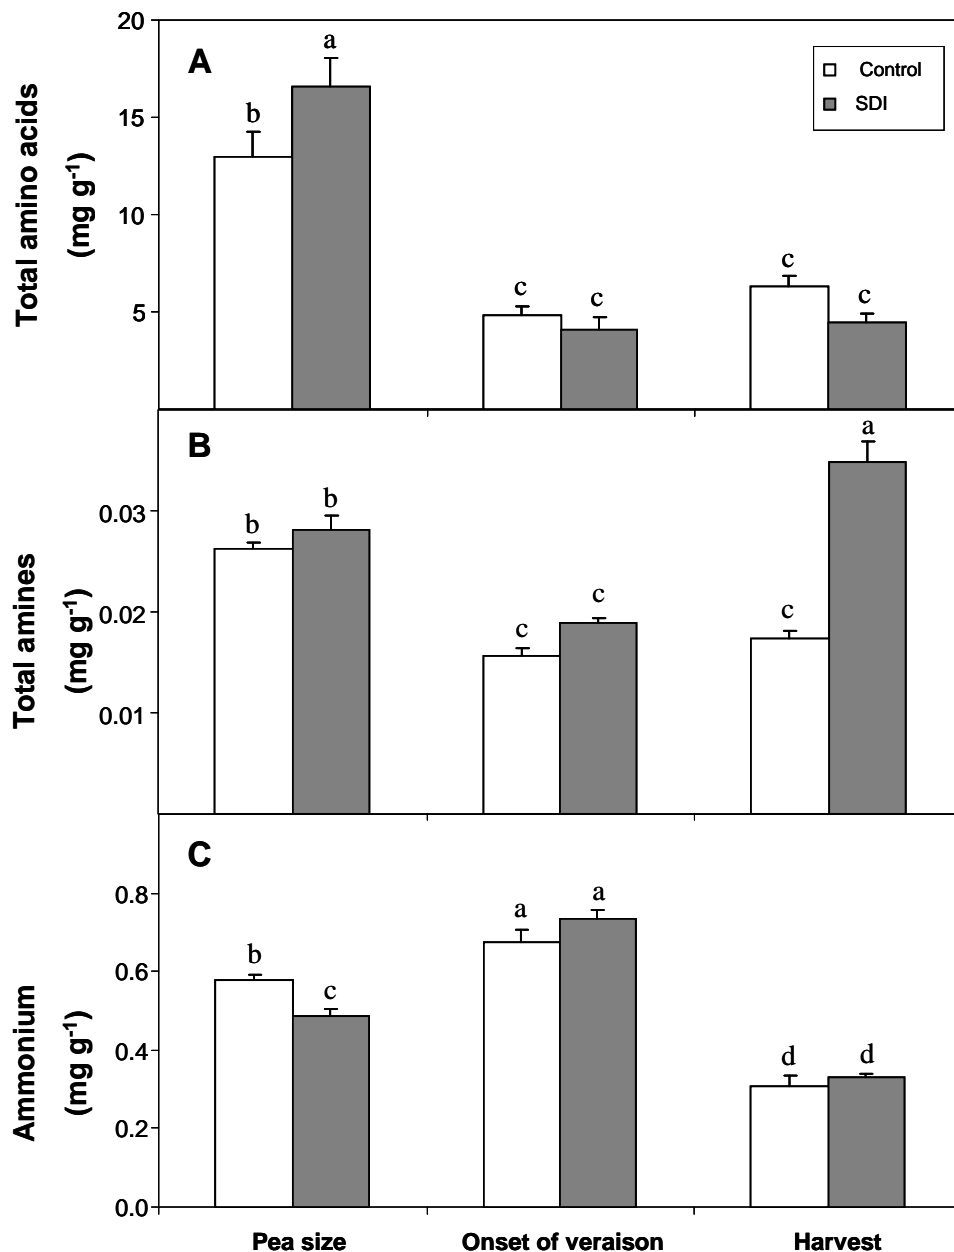 20
A
a
Control
SDI
b
15
Total amino acids
(mg g-1)
10
c
c
c
c
5
B
a
b
b
0.03
c
c
c
Total amines
(mg g-1)
0.02
0.01
C
0.8
a
a
b
c
0.6
Ammonium
(mg g-1)
0.4
d
d
0.2
0.0
Pea size
Onset of veraison
Harvest